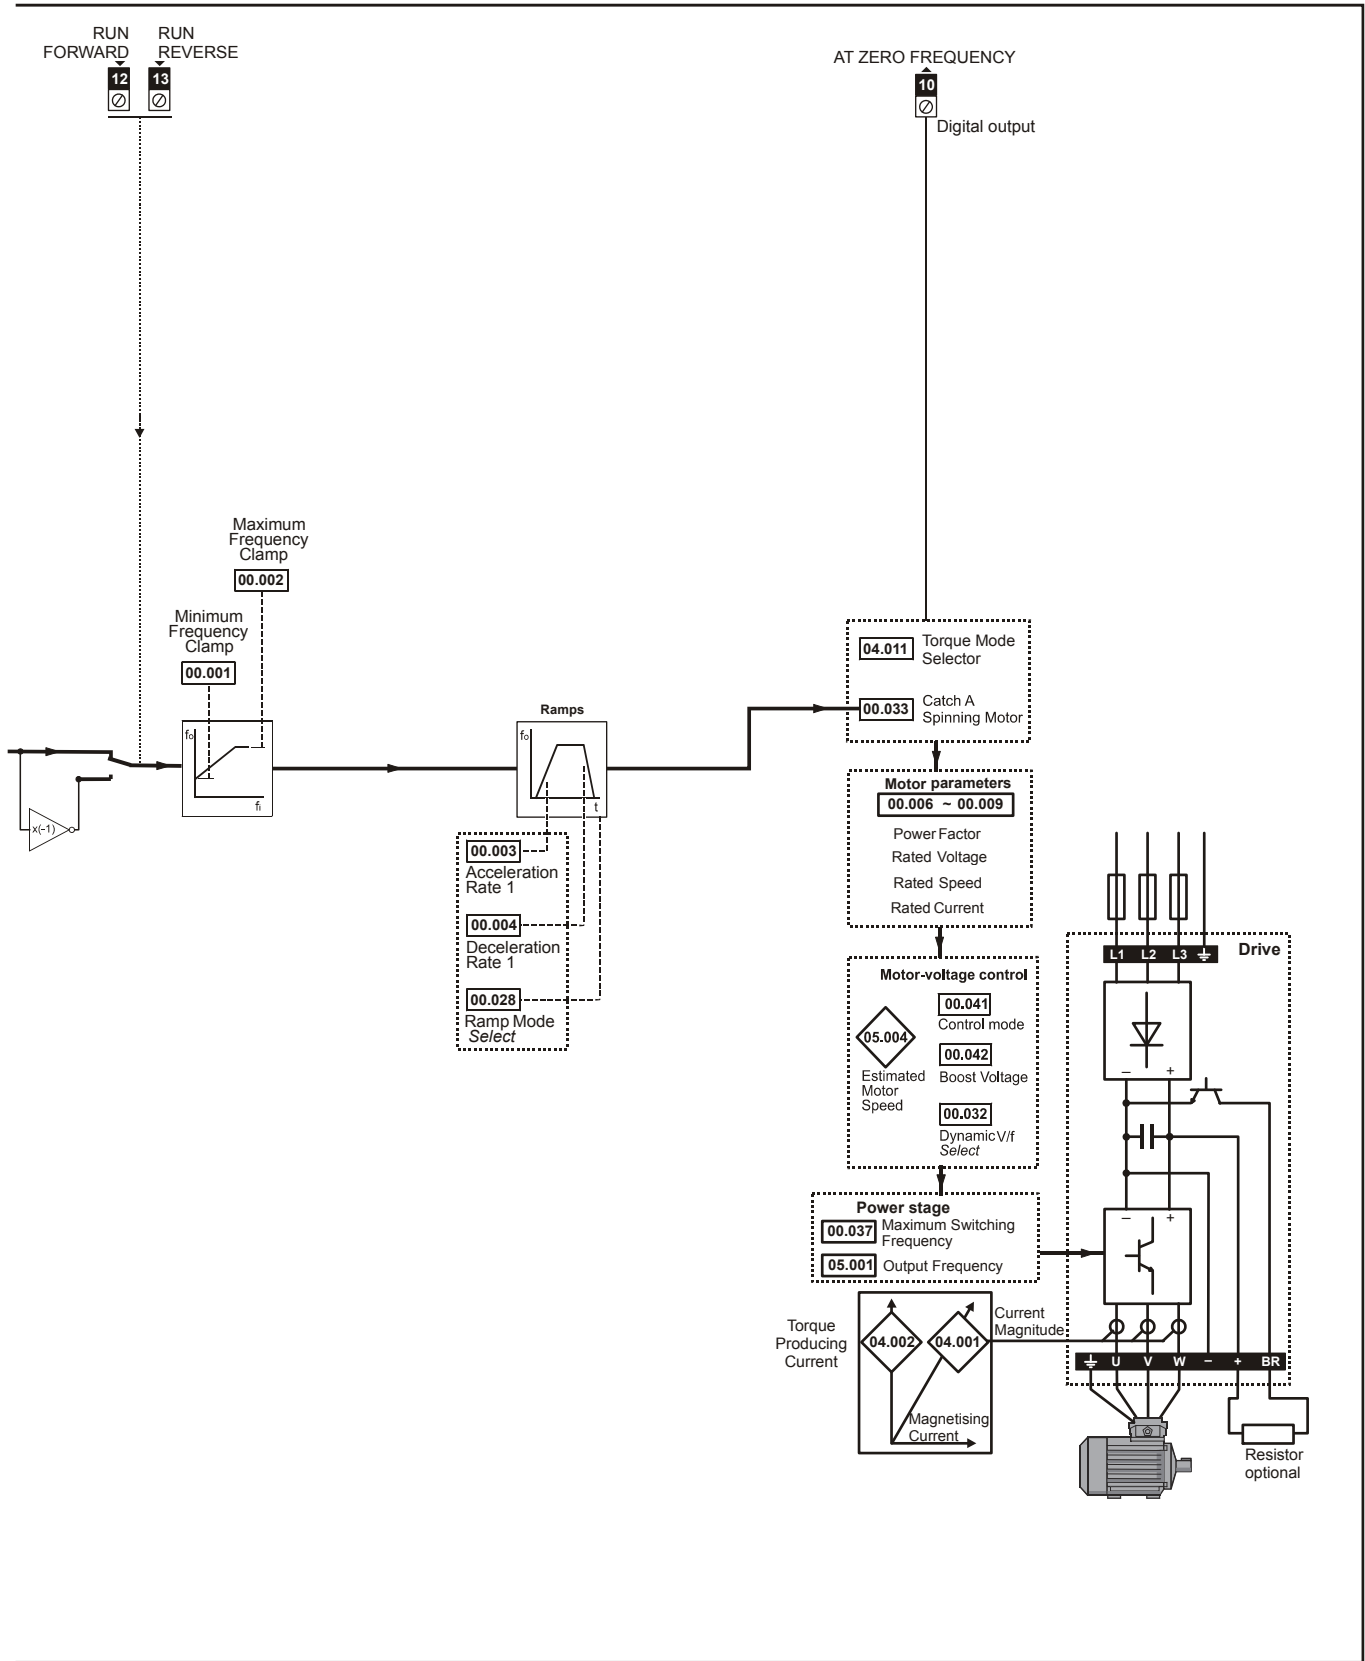 RUN
FORWARD
RUN
REVERSE
12
13
AT ZERO FREQUENCY
10
Digital output
Maximum
Frequency
Clamp
00.002
Minimum
Frequency
Clamp
00.001
fo
fi
x(-1)
Ramps
fo
t
00.003
Acceleration
Rate 1
00.004
Deceleration
Rate 1
00.028
Ramp Mode
Select
04.011
Torque Mode
Selector
00.033
Catch A
Spinning Motor
Motor parameters
00.006 ~ 00.009
Power Factor
Rated Voltage
Rated Speed
Rated Current
Motor-voltage control
05.004
Estimated
Motor
Speed
00.041
Control mode
00.042
Boost Voltage
00.032
Dynamic V/f
Select
Power stage
00.037
Maximum Switching
Frequency
05.001
Output Frequency
Torque
Producing
Current
04.002
04.001
Current
Magnitude
Magnetising
Current
L1 L2 L3
Drive
– +
– +
U V W – + BR
Resistor
optional